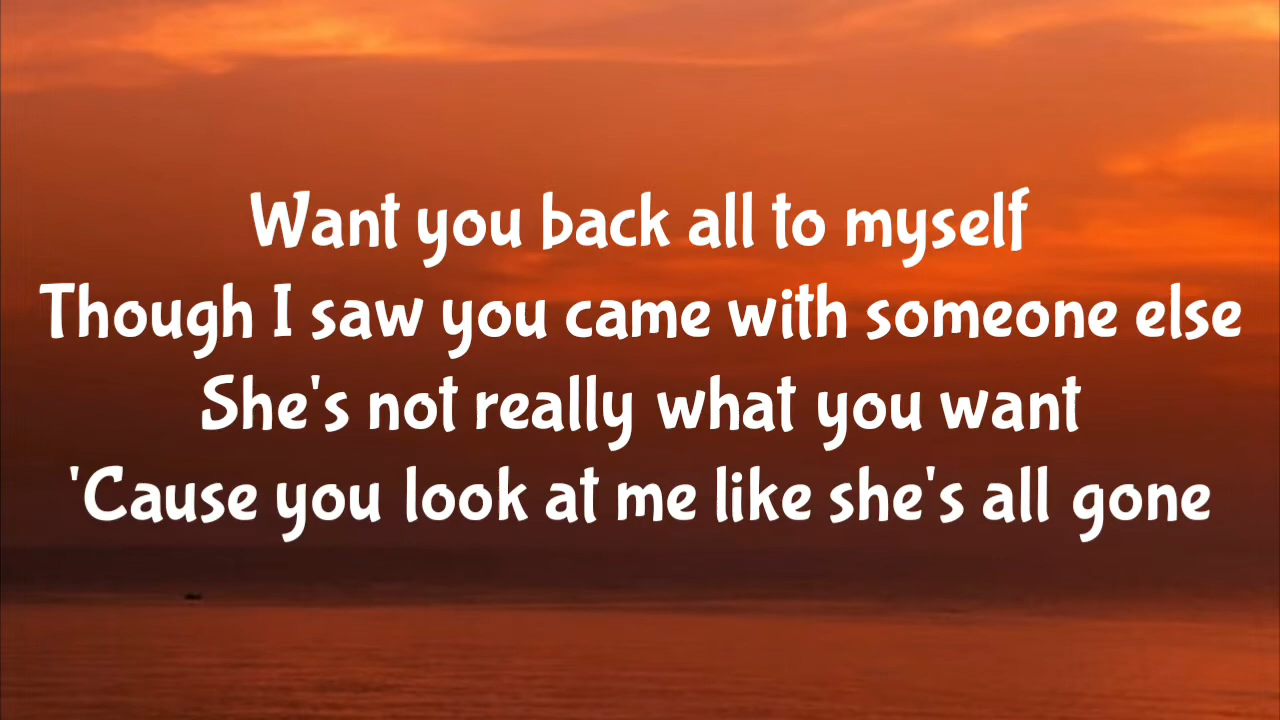 Want you back all to myself
Though I saw you came with someone else
She's not really what you want
'Cause you look at me like she's all gone